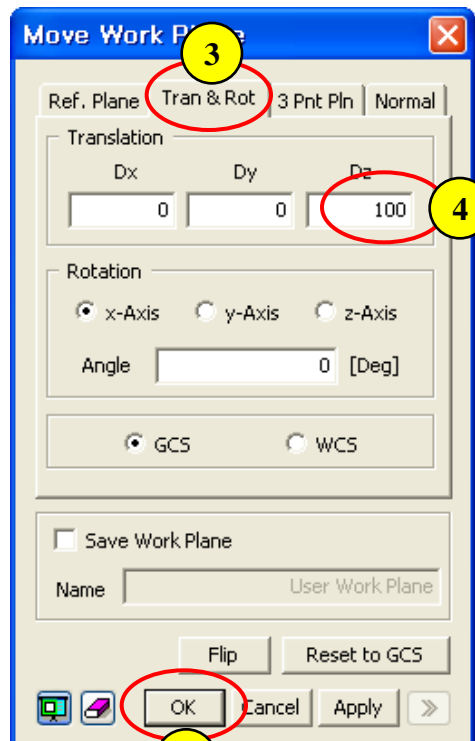 Move Work P e
3
Ref. Plane Tran & Rot 3 Pnt Pln Normal
Translation
Dx Dy Dz
0 0 100
4
Rotation
x-Axis y-Axis z-Axis
Angle 0 [Deg]
GCS WCS
Save Work Plane
Name User Work Plane
Flip Reset to GCS
OK Cancel Apply »